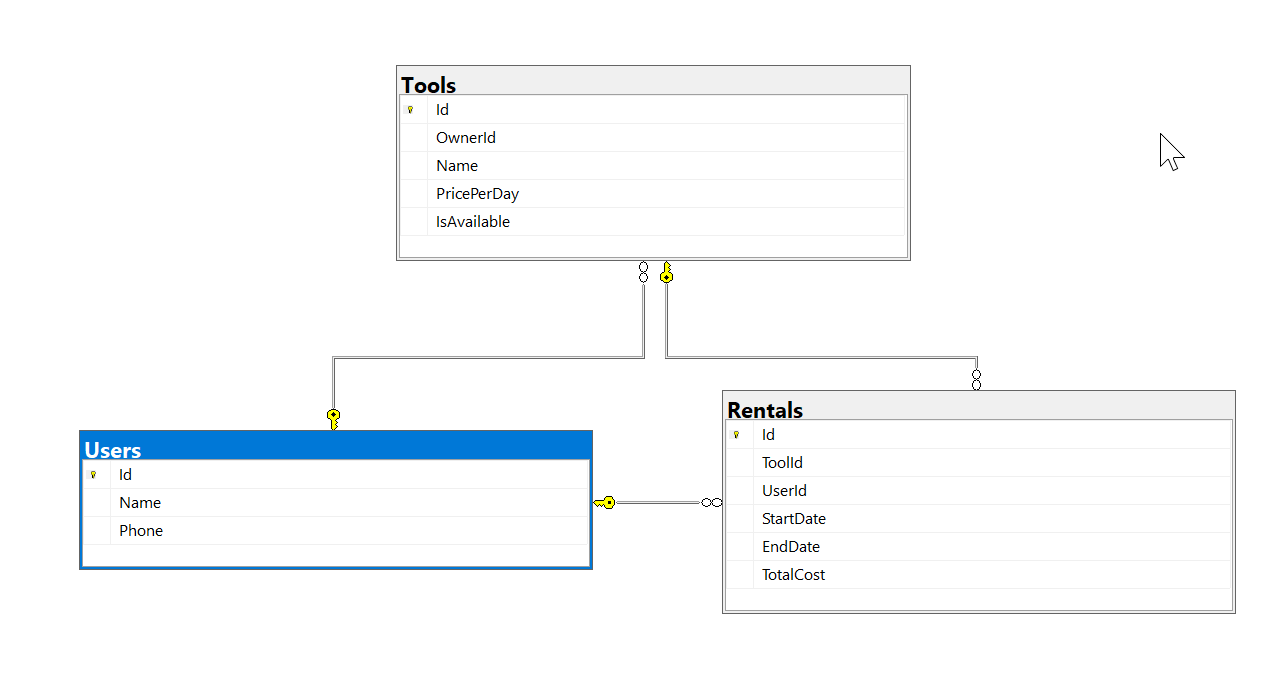 Tools
Id
OwnerId
Name
PricePerDay
IsAvailable
Users
Id
Name
Phone
Rentals
Id
ToolId
UserId
StartDate
EndDate
TotalCost